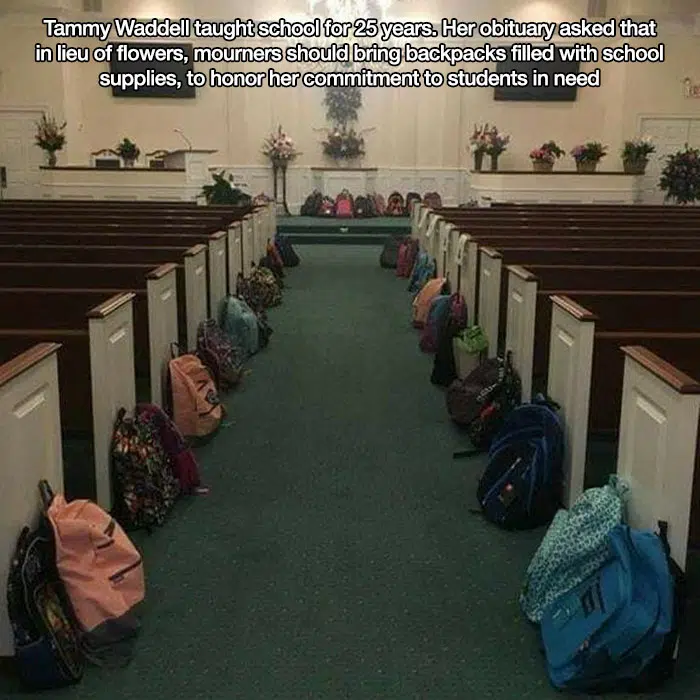 Tammy Waddell taught school for 25 years. Her obituary asked that
in lieu of flowers, mourners should bring backpacks filled with school
supplies, to honor her commitment to students in need